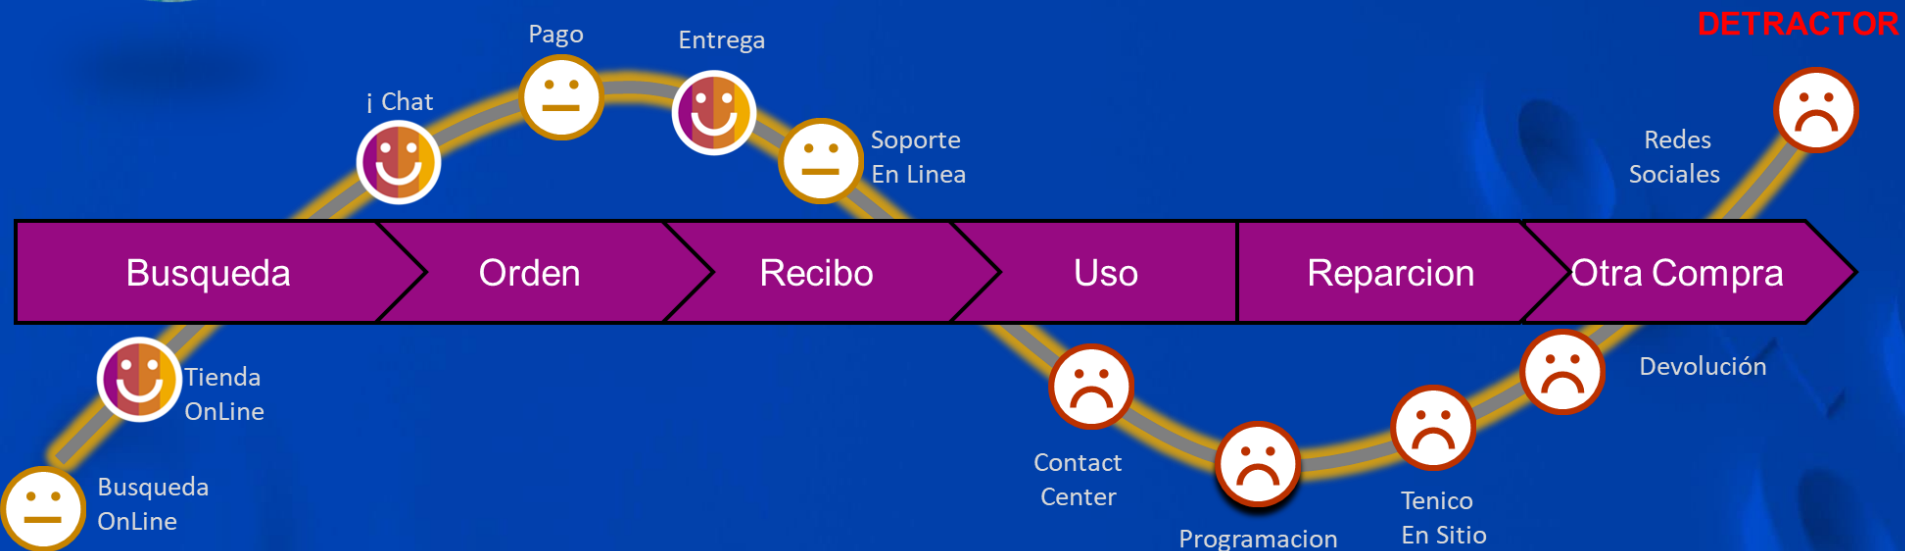 DETRACTOR
Pago
Entrega
¡ Chat
Soporte
En Linea
Redes
Sociales
Busqueda
Orden
Recibo
Uso
Reparcion
Otra Compra
Tienda
OnLine
Devolución
Busqueda
OnLine
Contact
Center
Programacion
Tenico
En Sitio